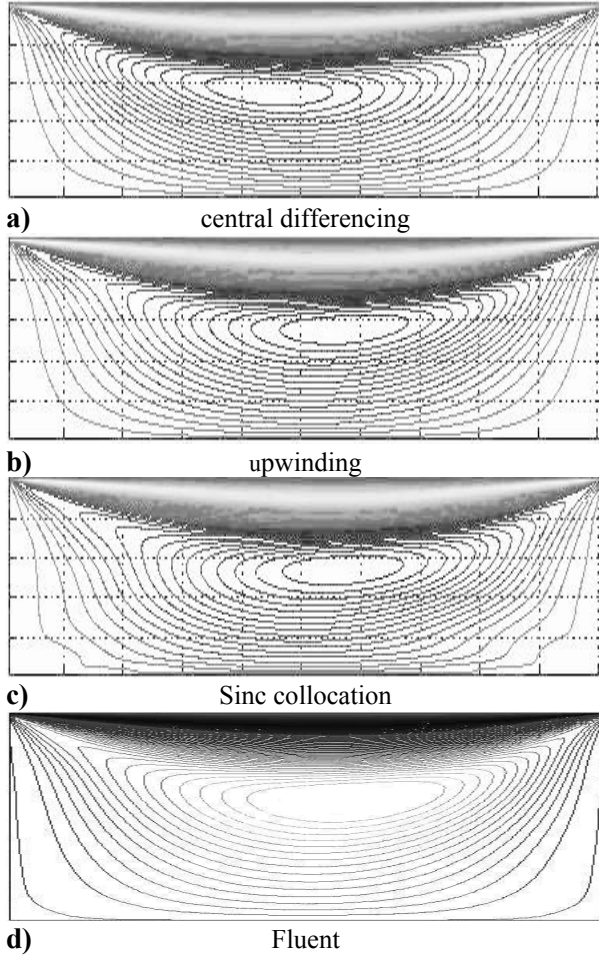 a)
central differencing
b)
upwinding
c)
Sinc collocation
d)
Fluent